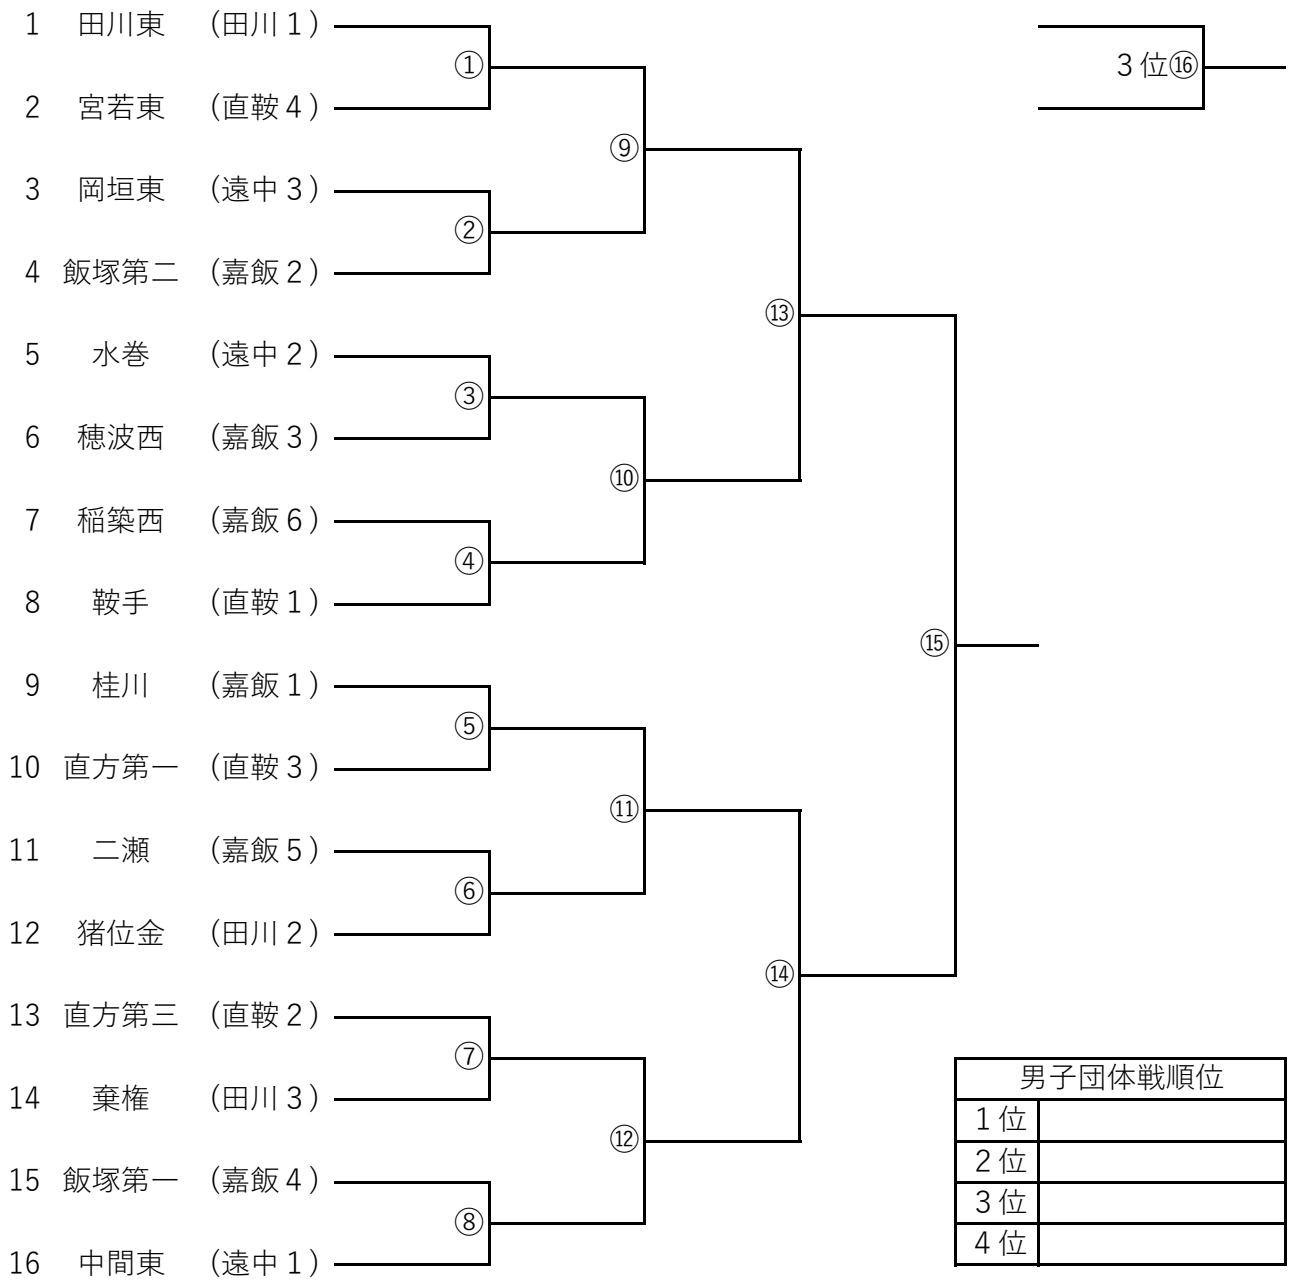 1 田川東 （田川１）
①
3位⑯
2 宮若東 （直鞍４）
⑨
3 岡垣東 （遠中３）
②
4 飯塚第二 （嘉飯２）
⑬
5 水巻 （遠中２）
③
6 穂波西 （嘉飯３）
⑩
7 稲築西 （嘉飯６）
④
8 鞍手 （直鞍１）
⑮
9 桂川 （嘉飯１）
⑤
10 直方第一 （直鞍３）
⑪
11 二瀬 （嘉飯５）
⑥
12 猪位金 （田川２）
⑭
13 直方第三 （直鞍２）
⑦
14 棄権 （田川３）
⑫
15 飯塚第一 （嘉飯４）
⑧
16 中間東 （遠中１）
男子団体戦順位
1位
2位
3位
4位